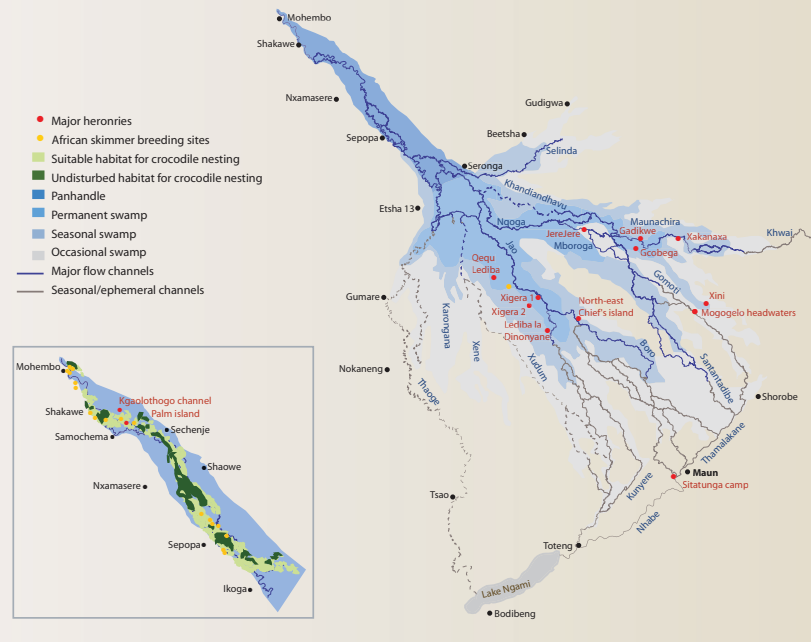 Mohembo
Shakawe
Nxamasere
Sepopa
Gudigwa
Beetsha
Selinda
Seronga
Khandiandhavu
Etsha 13
Nqoga
Maunachira
JereJere
Gadikwe
Xakanaxa
Khwai
Mboroga
Gcobega
Jao
Qequ
Lediba
Gomoti
Gumare
Xigera 1
Xigera 2
North-east
Chief's island
Xini
Mogogelo headwaters
Lediba la
Dinonyane
Karongana
Xene
Xudum
Boro
Santantadibe
Nokaneng
Thaoge
Shorobe
Thamalakane
Maun
Sitatunga camp
Kunyere
Nhabe
Tsao
Toteng
Lake Ngami
Bodibeng
Major heronries
African skimmer breeding sites
Suitable habitat for crocodile nesting
Undisturbed habitat for crocodile nesting
Panhandle
Permanent swamp
Seasonal swamp
Occasional swamp
Major flow channels
Seasonal/ephemeral channels
Mohembo
Kgaolothogo channel
Shakawe
Palm island
Samochema
Sechenje
Shaowe
Nxamasere
Sepopa
Ikoga